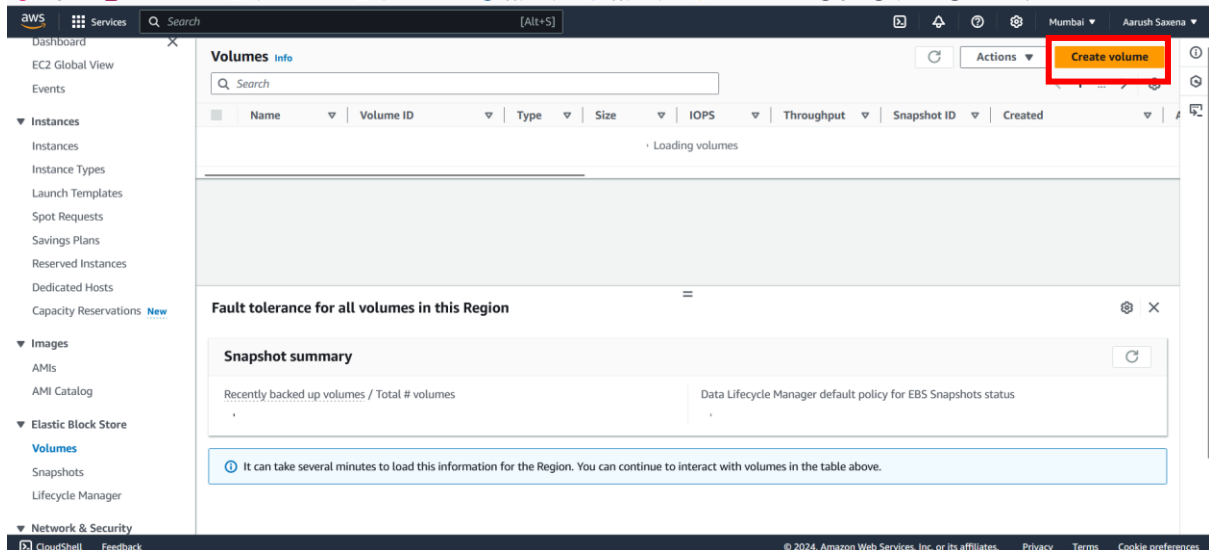 aws Services Search [Alt+S] Mumbai Aarush Saxena
Dashboard
EC2 Global View
Events
Instances
Instances
Instance Types
Launch Templates
Spot Requests
Savings Plans
Reserved Instances
Dedicated Hosts
Capacity Reservations New
Images
AMIs
AMI Catalog
Elastic Block Store
Volumes
Snapshots
Lifecycle Manager
Network & Security
Volumes Info
Actions
Create volume
Search
Name Volume ID Type Size IOPS Throughput Snapshot ID Created
Loading volumes
Fault tolerance for all volumes in this Region
Snapshot summary
Recently backed up volumes / Total # volumes
Data Lifecycle Manager default policy for EBS Snapshots status
It can take several minutes to load this information for the Region. You can continue to interact with volumes in the table above.
CloudShell Feedback © 2024, Amazon Web Services, Inc. or its affiliates. Privacy Terms Cookie preferences